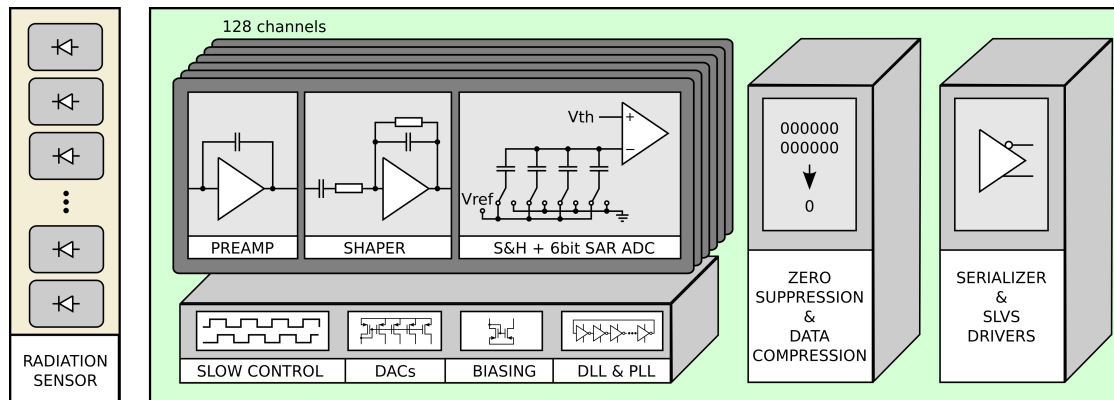 128 channels
Vth
+
−
Vref
PREAMP
SHAPER
S&H + 6bit SAR ADC
SLOW CONTROL
DACs
BIASING
DLL & PLL
RADIATION
SENSOR
000000
000000
0
ZERO
SUPPRESSION
&
DATA
COMPRESSION
SERIALIZER
&
SLVS
DRIVERS